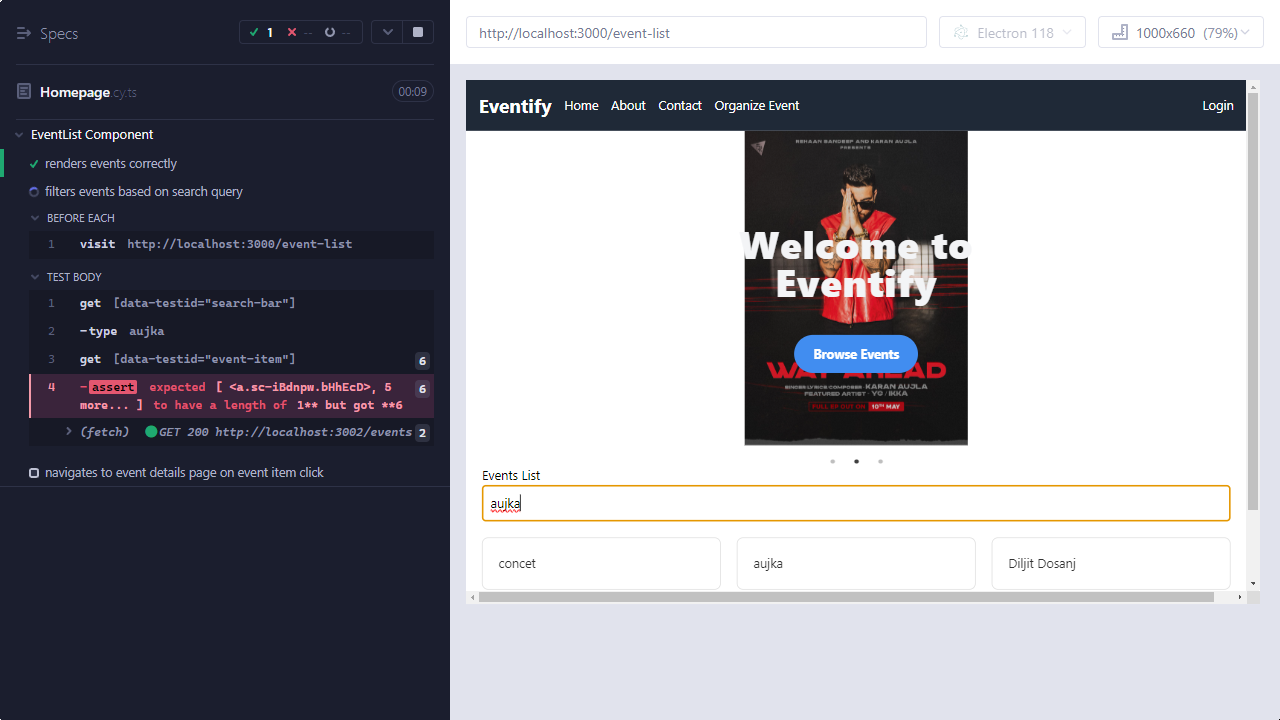 Specs
1
--
--
Homepage.cy.ts
00:09
EventList Component
renders events correctly
filters events based on search query
BEFORE EACH
1 visit http://localhost:3000/event-list
TEST BODY
1 get [data-testid="search-bar"]
2 -type aujka
3 get [data-testid="event-item"] 6
4 -assert expected [ <a.sc-iBdnpw.bHhEcD>, 5 6
more... ] to have a length of 1** but got **6
(fetch) GET 200 http://localhost:3002/events 2
navigates to event details page on event item click
http://localhost:3000/event-list
Electron 118
1000x660 (79%)
Eventify Home About Contact Organize Event Login
REHAAN SANDEEP AND KARAN AUJLA
PRESENTS
Welcome to
Eventify
Browse Events
WAY AHEAD
SINGER/LYRICS/COMPOSER - KARAN AUJLA
FEATURED ARTIST - YO / IKKA
FULL EP OUT ON 10TH MAY
Events List
aujka
concet
aujka
Diljit Dosanj